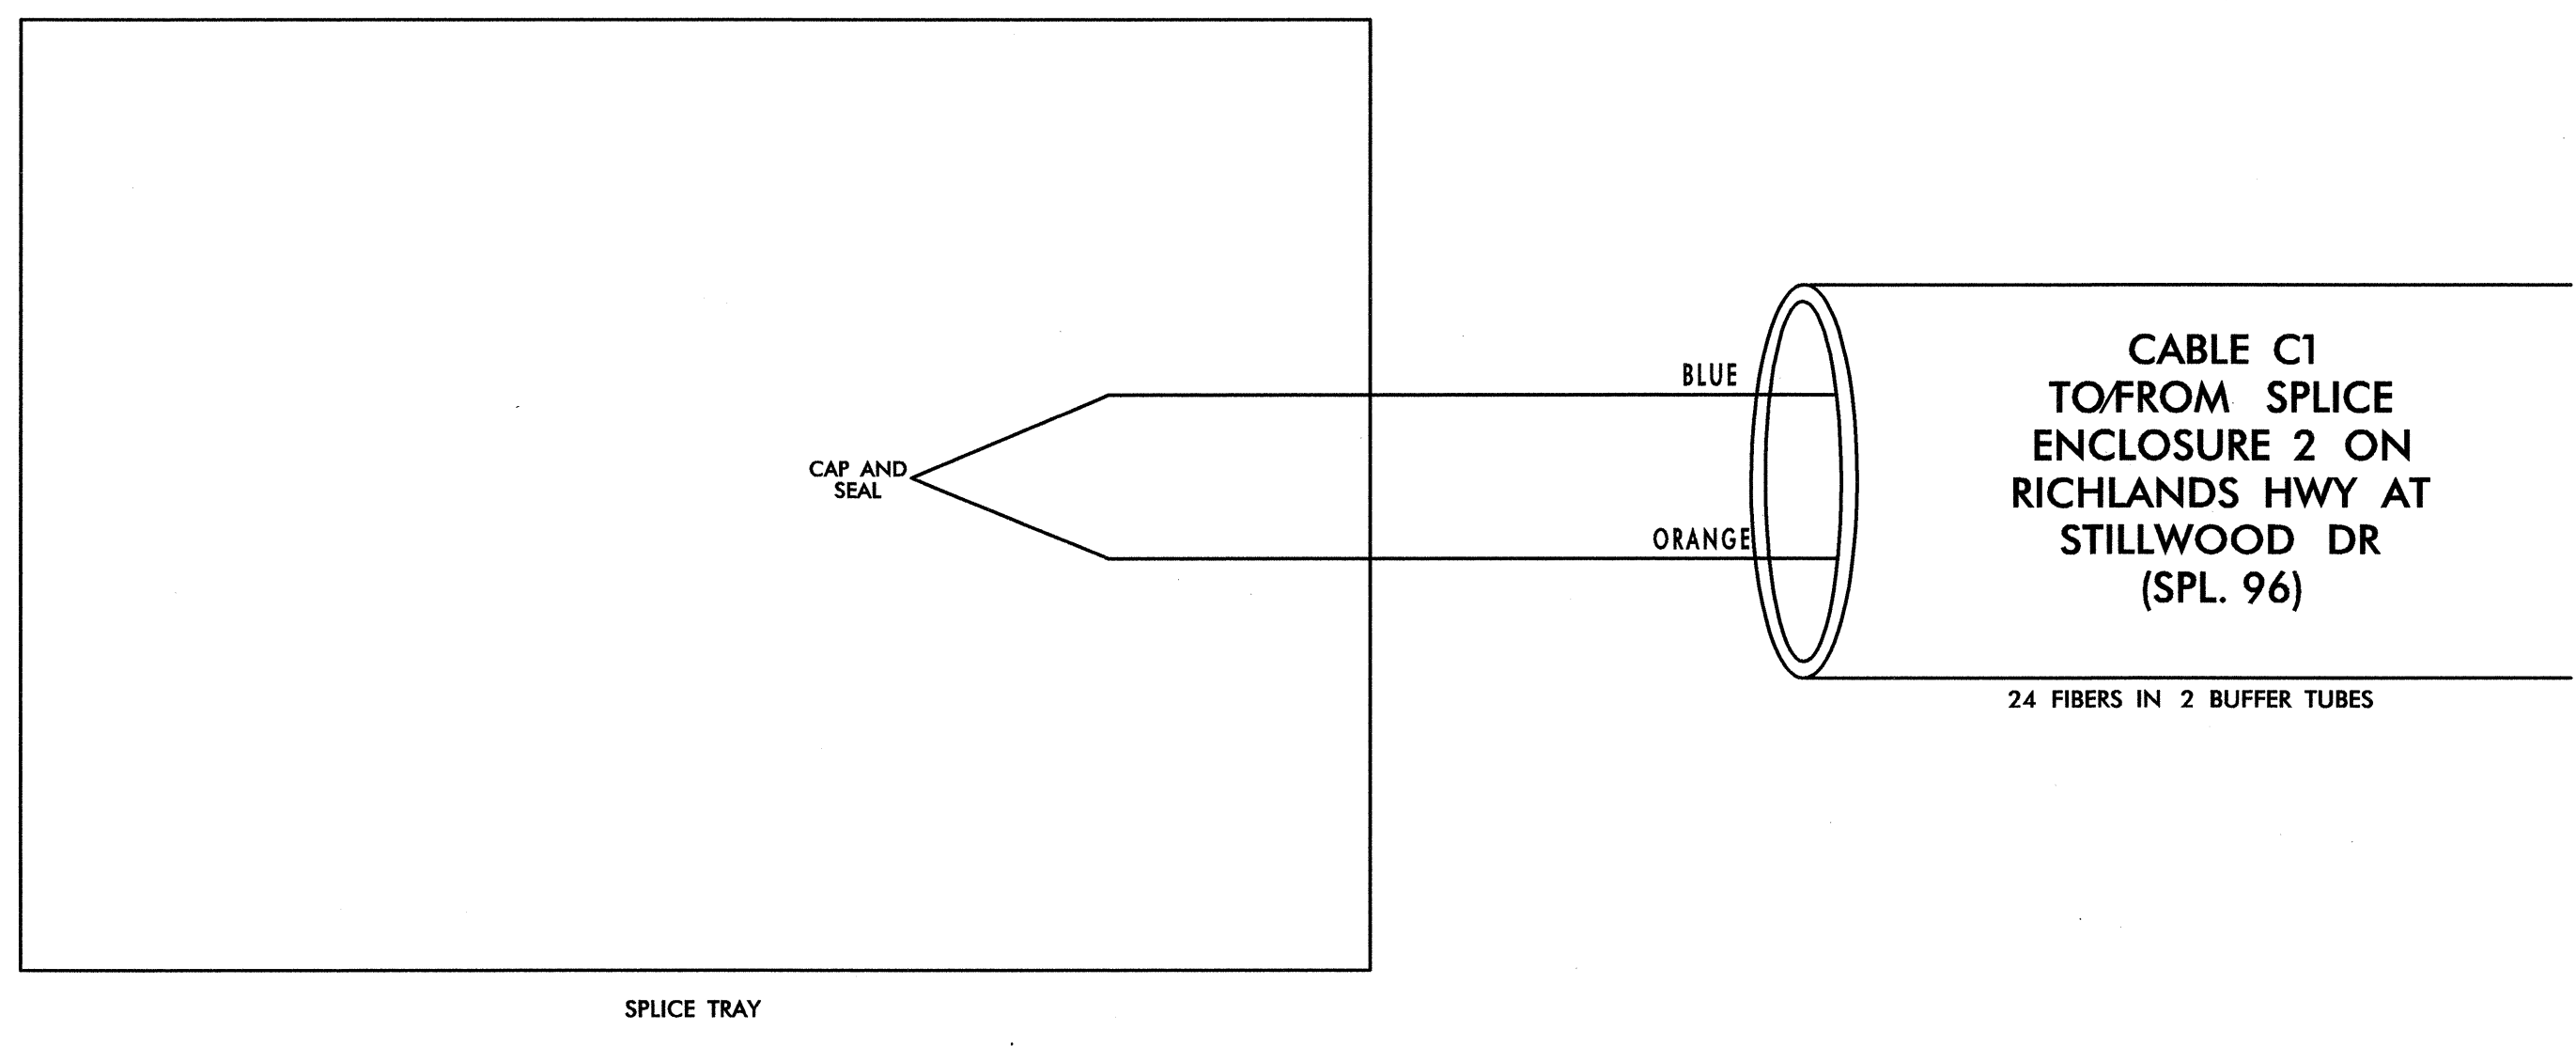 CAP AND
SEAL
BLUE
ORANGE
CABLE C1
TO/FROM SPLICE
ENCLOSURE 2 ON
RICHLANDS HWY AT
STILLWOOD DR
(SPL. 96)
24 FIBERS IN 2 BUFFER TUBES
SPLICE TRAY